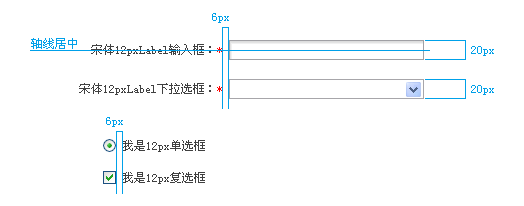 6px
轴线居中
宋体12pxLabel输入框：*
20px
宋体12pxLabel下拉选框：*
20px
6px
我是12px单选框
我是12px复选框